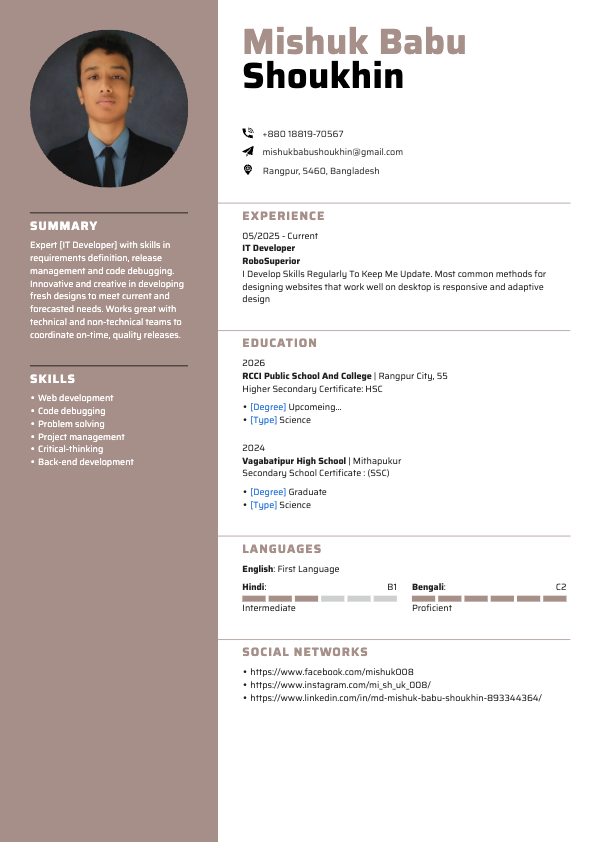 Mishuk Babu
Shoukhin
+880 18819-70567
mishukbabushoukhin@gmail.com
Rangpur, 5460, Bangladesh
SUMMARY
Expert [IT Developer] with skills in
requirements definition, release
management and code debugging.
Innovative and creative in developing
fresh designs to meet current and
forecasted needs. Works great with
technical and non-technical teams to
coordinate on-time, quality releases.
SKILLS
• Web development
• Code debugging
• Problem solving
• Project management
• Critical-thinking
• Back-end development
EXPERIENCE
05/2025 - Current
IT Developer
RoboSuperior
I Develop Skills Regularly To Keep Me Update. Most common methods for
designing websites that work well on desktop is responsive and adaptive
design
EDUCATION
2026
RCCI Public School And College | Rangpur City, 55
Higher Secondary Certificate: HSC
• [Degree] Upcomeing...
• [Type] Science
2024
Vagabatipur High School | Mithapukur
Secondary School Certificate : (SSC)
• [Degree] Graduate
• [Type] Science
LANGUAGES
English: First Language
Hindi: B1
Intermediate
Bengali: C2
Proficient
SOCIAL NETWORKS
• https://www.facebook.com/mishuk008
• https://www.instagram.com/mi_sh_uk_008/
• https://www.linkedin.com/in/md-mishuk-babu-shoukhin-893344364/